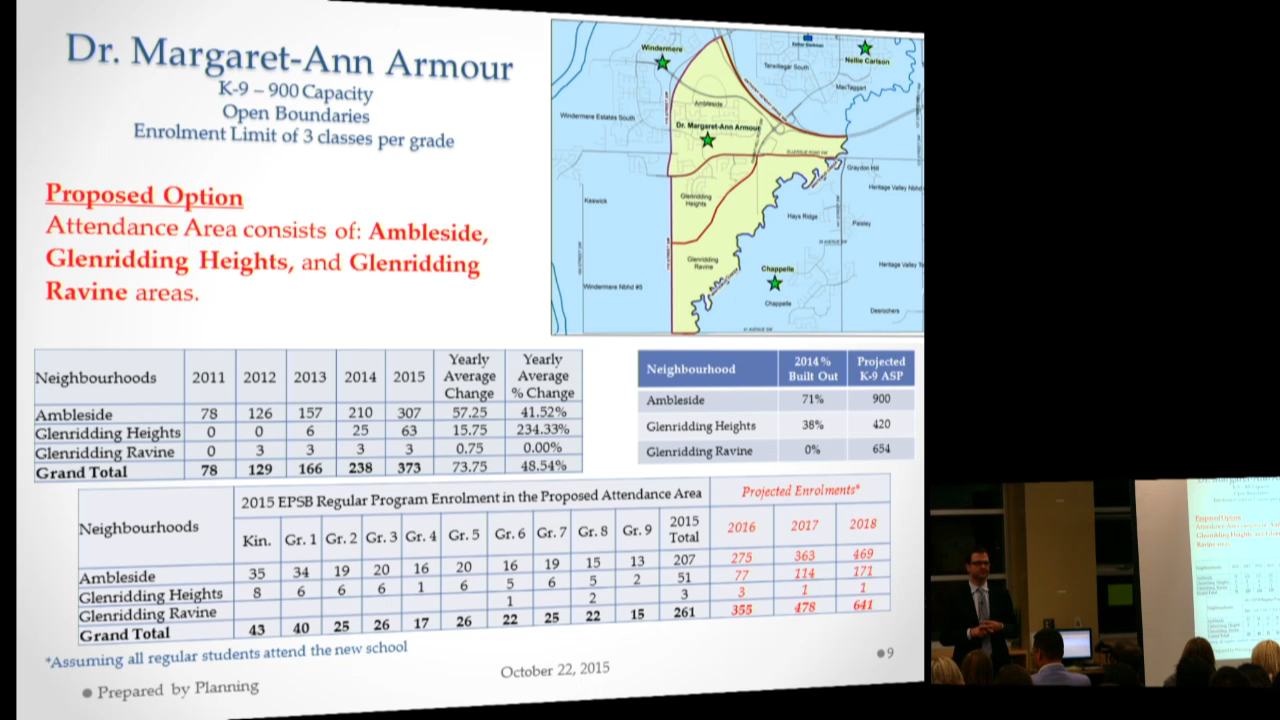 Dr. Margaret-Ann Armour
K-9 – 900 Capacity
Open Boundaries
Enrolment Limit of 3 classes per grade
Proposed Option
Attendance Area consists of: Ambleside,
Glenridding Heights, and Glenridding
Ravine areas.
Windermere
Nellie Carlson
Terwillegar South
MacTaggart
Ambleside
Windermere Estates South
Dr. Margaret-Ann Armour
Graydon Hill
Heritage Valley Nbhd
Keswick
Glenridding
Heights
Hays Ridge
Paisley
Glenridding
Ravine
Heritage Valley To
Chappelle
Windermere Nbhd #5
Chappelle
Desrochers
41 AVENUE SW
Neighbourhoods 2011 2012 2013 2014 2015 Yearly Average Change Yearly Average % Change
Ambleside 78 126 157 210 307 57.25 41.52%
Glenridding Heights 0 0 6 25 63 15.75 234.33%
Glenridding Ravine 0 3 3 3 3 0.75 0.00%
Grand Total 78 129 166 238 373 73.75 48.54%
Neighbourhood 2014 % Built Out Projected K-9 ASP
Ambleside 71% 900
Glenridding Heights 38% 420
Glenridding Ravine 0% 654
2015 EPSB Regular Program Enrolment in the Proposed Attendance Area Projected Enrolments*
Neighbourhoods Kin. Gr. 1 Gr. 2 Gr. 3 Gr. 4 Gr. 5 Gr. 6 Gr. 7 Gr. 8 Gr. 9 2015 Total 2016 2017 2018
Ambleside 35 34 19 20 16 20 16 19 15 13 207 275 363 469
Glenridding Heights 8 6 6 6 1 6 5 6 5 2 51 77 114 171
Glenridding Ravine 1 2 3 3 1 1
Grand Total 43 40 25 26 17 26 22 25 22 15 261 355 478 641
*Assuming all regular students attend the new school
October 22, 2015
9
Prepared by Planning